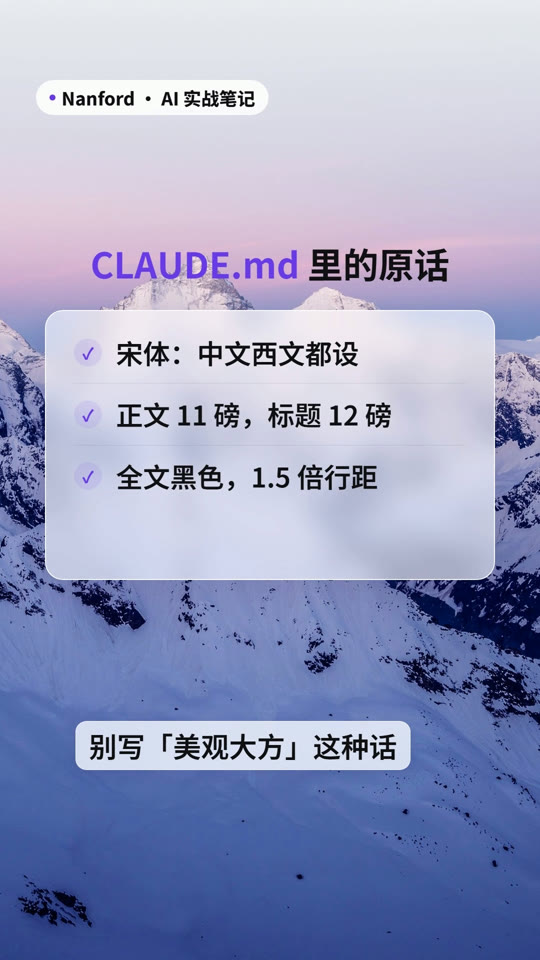 Nanford · AI 实战笔记
CLAUDE.md 里的原话
✓ 宋体：中文西文都设
✓ 正文 11 磅，标题 12 磅
✓ 全文黑色，1.5 倍行距
别写「美观大方」这种话